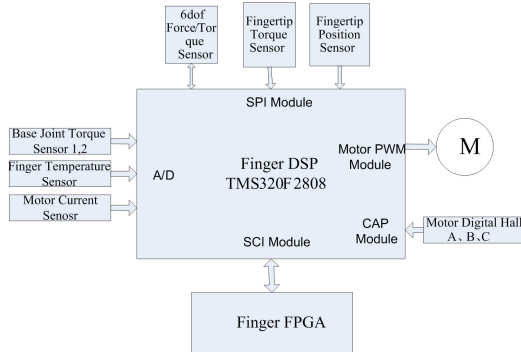 6dof
Force/Tor
que
Sensor
Fingertip
Torque
Sensor
Fingertip
Position
Sensor
SPI Module
Base Joint Torque
Sensor 1,2
Finger Temperature
Sensor
Motor Current
Senosr
A/D
Finger DSP
TMS320F2808
Motor PWM
Module
M
CAP
Module
Motor Digital Hall
A、B、C
SCI Module
Finger FPGA